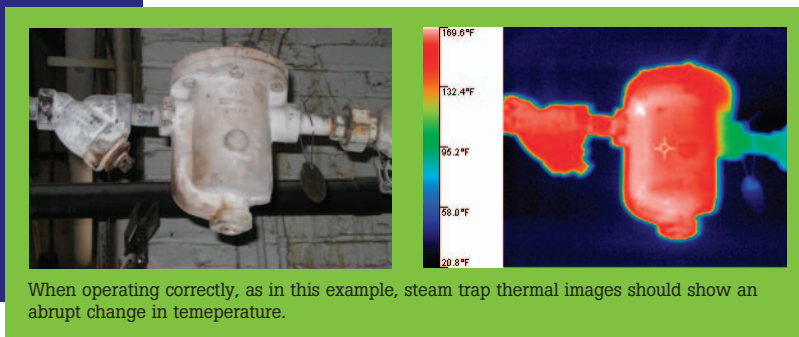 169.6°F
132.4°F
95.2°F
58.0°F
20.8°F
When operating correctly, as in this example, steam trap thermal images should show an
abrupt change in temeperature.